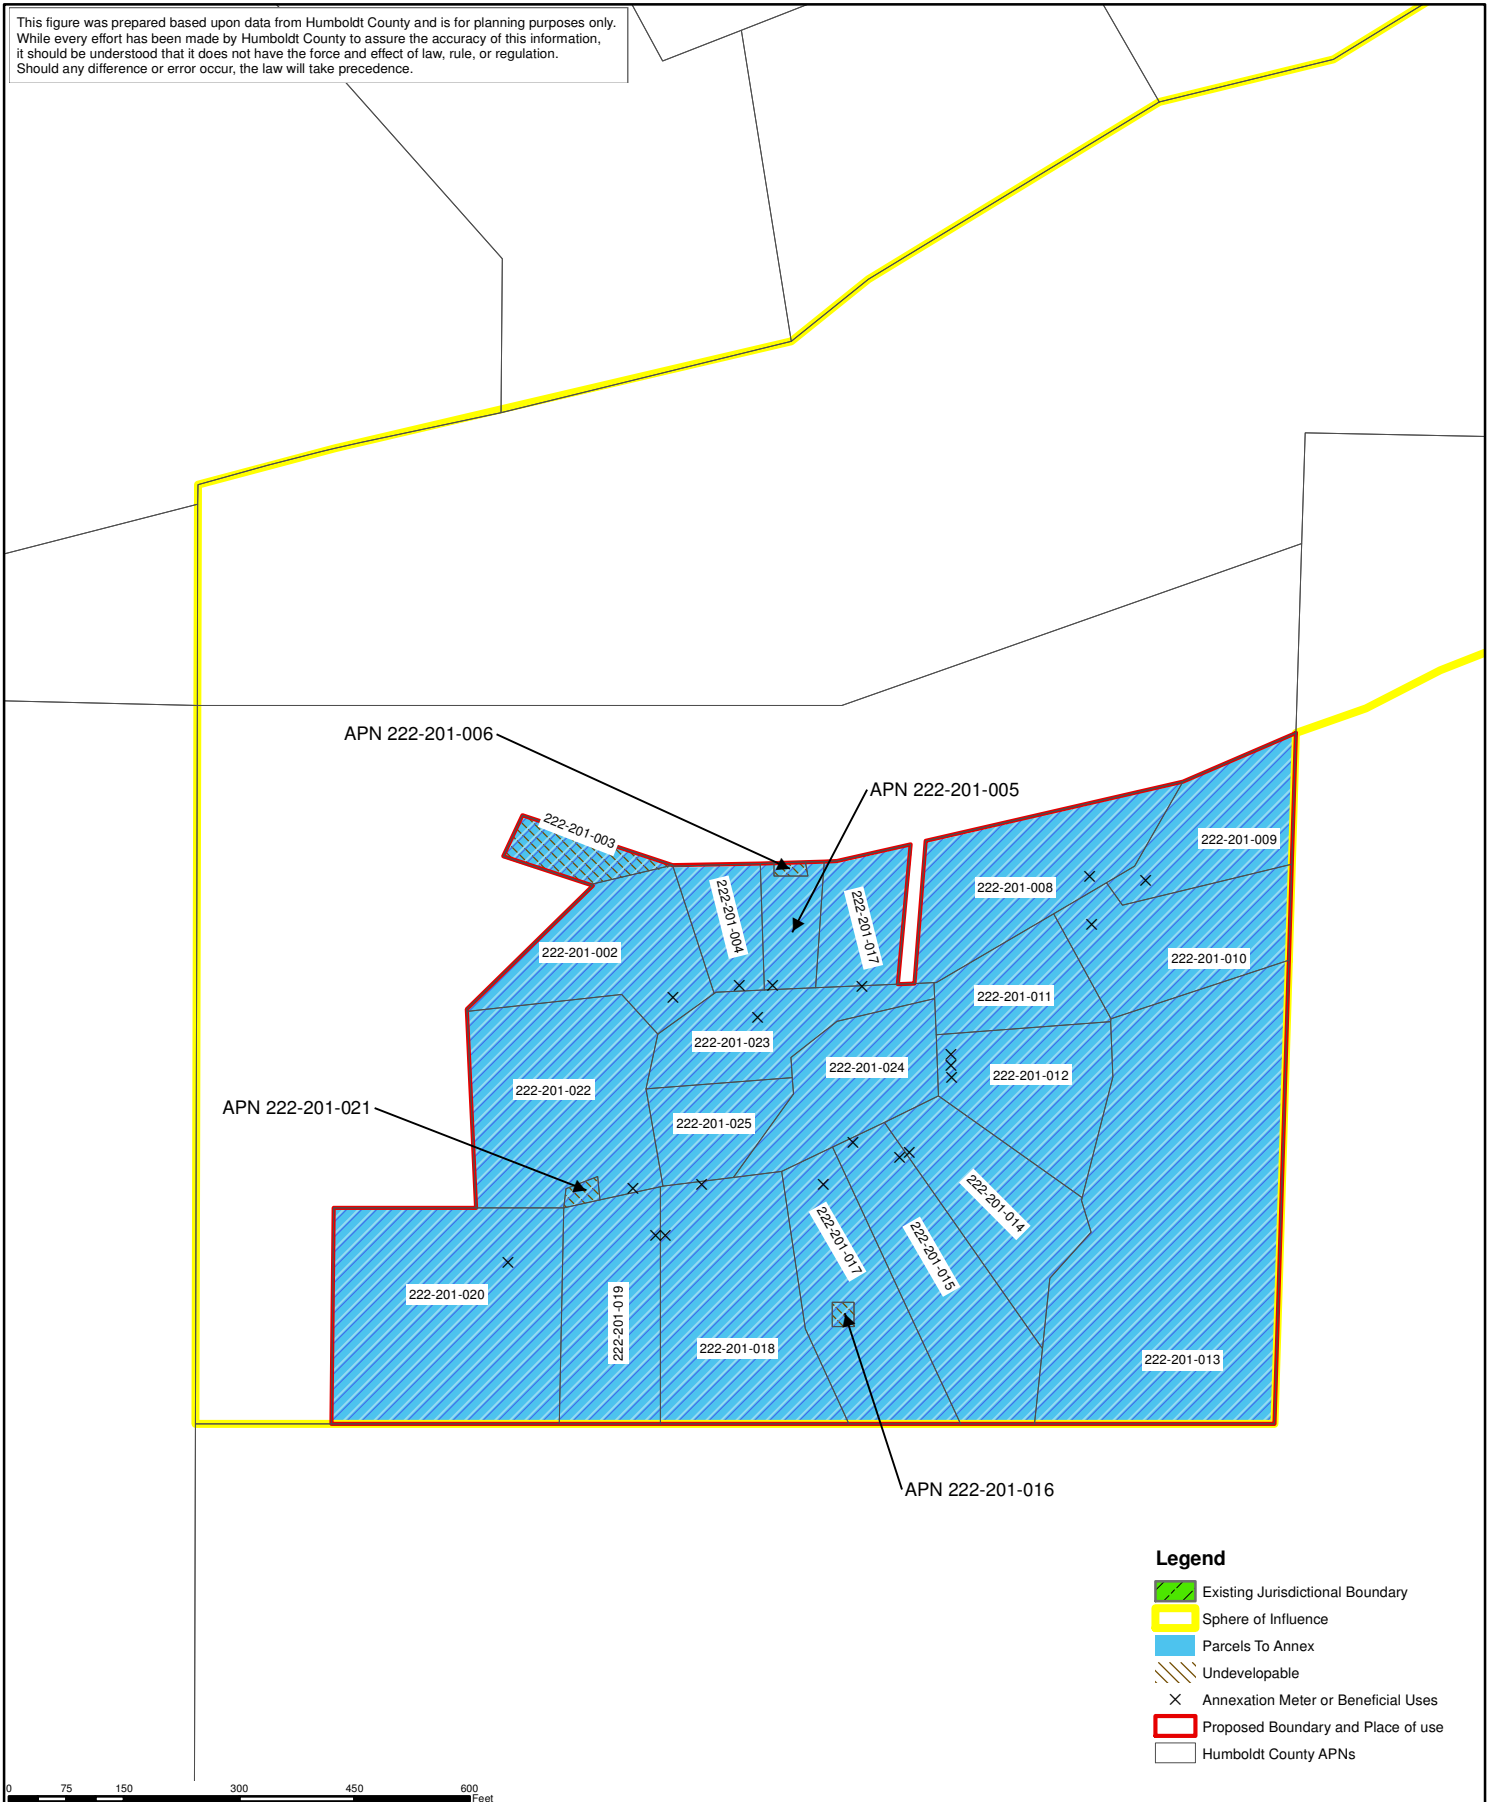 This figure was prepared based upon data from Humboldt County and is for planning purposes only.
While every effort has been made by Humboldt County to assure the accuracy of this information,
it should be understood that it does not have the force and effect of law, rule, or regulation.
Should any difference or error occur, the law will take precedence.
APN 222-201-006
APN 222-201-005
222-201-003
222-201-009
222-201-008
222-201-004
222-201-017
222-201-002
222-201-010
222-201-011
222-201-023
222-201-024
222-201-012
222-201-022
APN 222-201-021
222-201-025
222-201-014
222-201-017
222-201-015
222-201-020
222-201-019
222-201-018
222-201-013
APN 222-201-016
Legend
Existing Jurisdictional Boundary
Sphere of Influence
Parcels To Annex
Undevelopable
Annexation Meter or Beneficial Uses
Proposed Boundary and Place of use
Humboldt County APNs
0 75 150 300 450 600
Feet